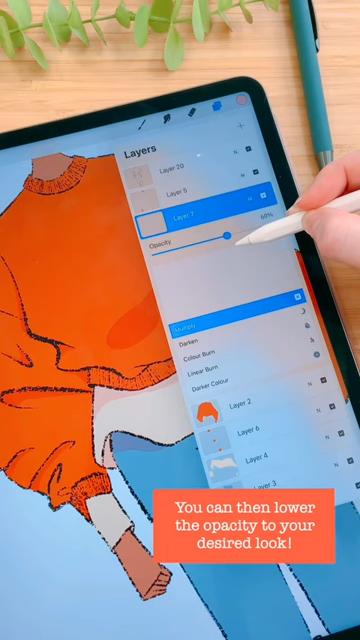 Layers
Layer 20
N
Layer 5
N
Layer 7
M
Opacity
60%
Multiply
Darken
Colour Burn
Linear Burn
Darker Colour
Layer 2
N
Layer 6
N
Layer 4
N
Layer 3
You can then lower
the opacity to your
desired look!